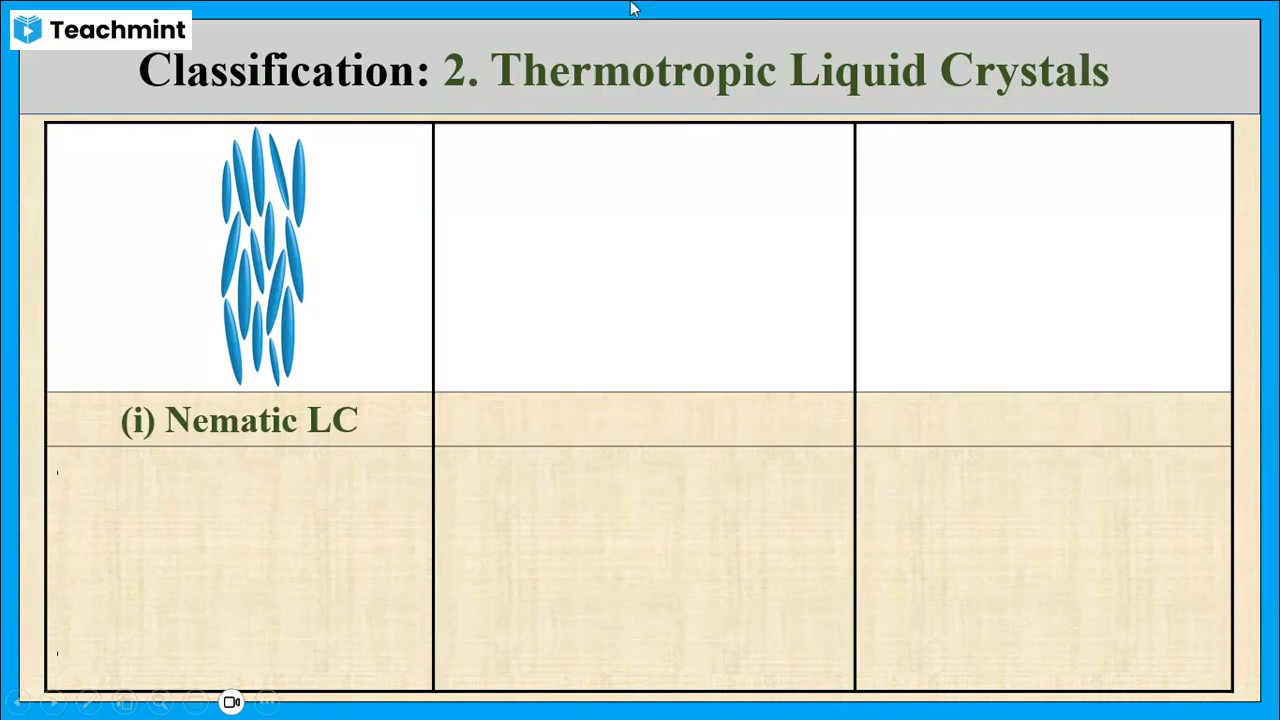 Teachmint
Classification: 2. Thermotropic Liquid Crystals
(i) Nematic LC